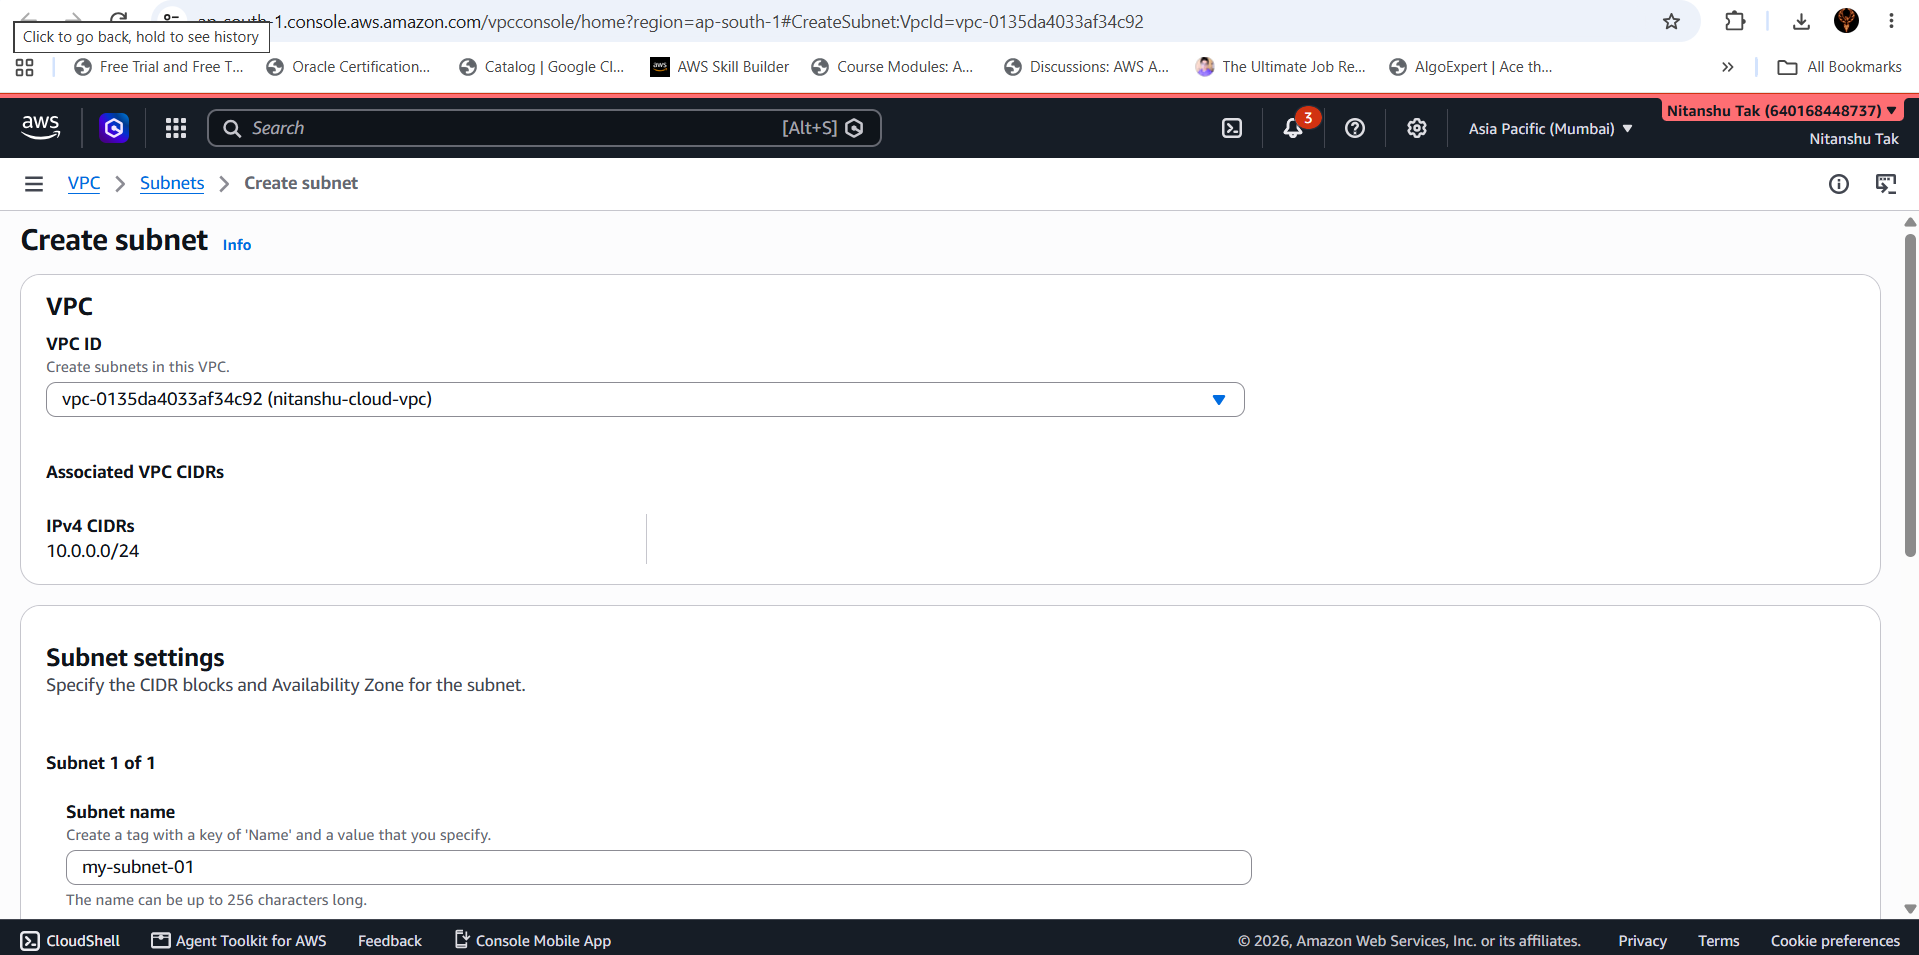 ap-south-1.console.aws.amazon.com/vpcconsole/home?region=ap-south-1#CreateSubnet:VpcId=vpc-0135da4033af34c92
Click to go back, hold to see history
Free Trial and Free T... Oracle Certification... Catalog | Google Cl... aws AWS Skill Builder Course Modules: A... Discussions: AWS A... The Ultimate Job Re... AlgoExpert | Ace th... » All Bookmarks
aws Search [Alt+S] 3 Asia Pacific (Mumbai) Nitanshu Tak (640168448737)
Nitanshu Tak
VPC Subnets Create subnet
Create subnet Info
VPC
VPC ID
Create subnets in this VPC.
vpc-0135da4033af34c92 (nitanshu-cloud-vpc)
Associated VPC CIDRs
IPv4 CIDRs
10.0.0.0/24
Subnet settings
Specify the CIDR blocks and Availability Zone for the subnet.
Subnet 1 of 1
Subnet name
Create a tag with a key of 'Name' and a value that you specify.
my-subnet-01
The name can be up to 256 characters long.
CloudShell Agent Toolkit for AWS Feedback Console Mobile App © 2026, Amazon Web Services, Inc. or its affiliates. Privacy Terms Cookie preferences